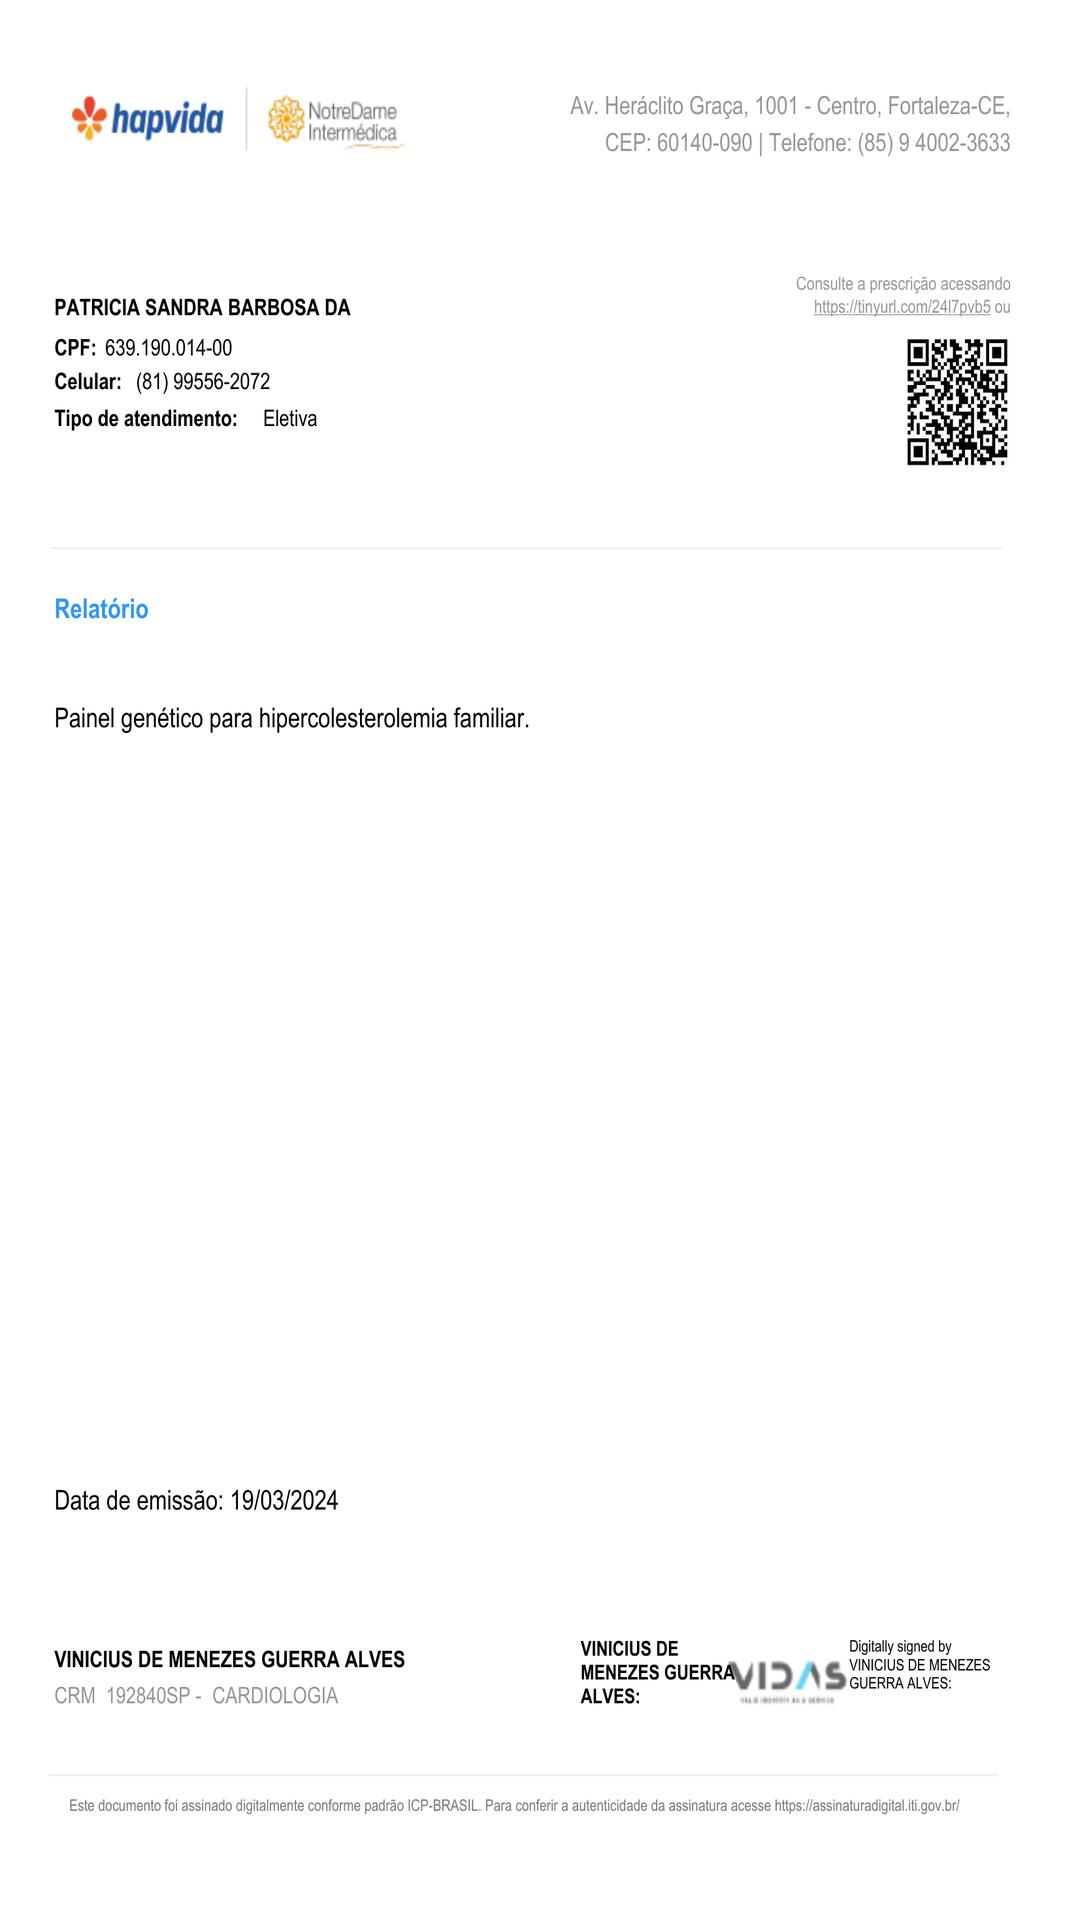 hapvida
NotreDame
Intermédica
Av. Heráclito Graça, 1001 - Centro, Fortaleza-CE,
CEP: 60140-090 | Telefone: (85) 9 4002-3633
Consulte a prescrição acessando
https://tinyurl.com/24l7pvb5 ou
PATRICIA SANDRA BARBOSA DA
CPF: 639.190.014-00
Celular: (81) 99556-2072
Tipo de atendimento: Eletiva
Relatório
Painel genético para hipercolesterolemia familiar.
Data de emissão: 19/03/2024
VINICIUS DE MENEZES GUERRA ALVES
CRM 192840SP - CARDIOLOGIA
VINICIUS DE
MENEZES GUERRA
ALVES:
VIDAS
Digitally signed by
VINICIUS DE MENEZES
GUERRA ALVES:
Este documento foi assinado digitalmente conforme padrão ICP-BRASIL. Para conferir a autenticidade da assinatura acesse https://assinaturadigital.iti.gov.br/